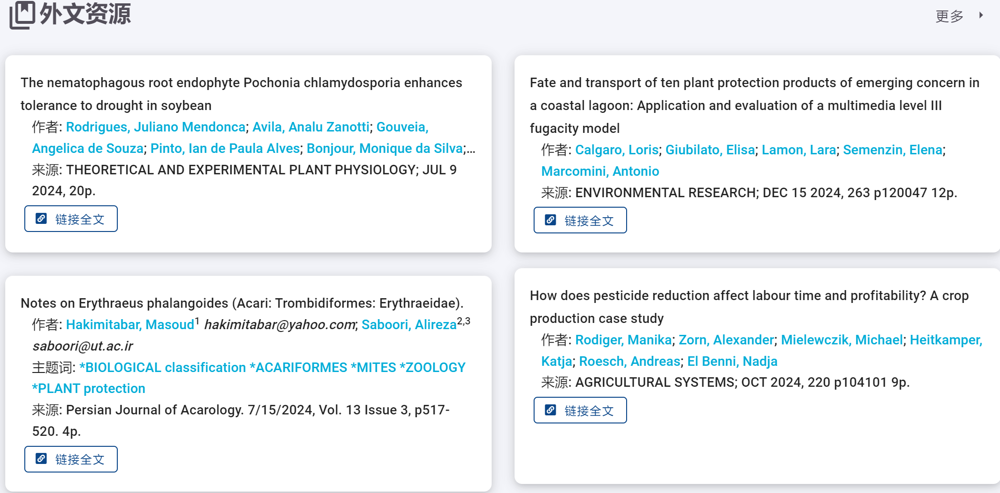 外文资源
更多
The nematophagous root endophyte Pochonia chlamydosporia enhances
tolerance to drought in soybean
作者: Rodrigues, Juliano Mendonca; Avila, Analu Zanotti; Gouveia,
Angelica de Souza; Pinto, Ian de Paula Alves; Bonjour, Monique da Silva;...
来源: THEORETICAL AND EXPERIMENTAL PLANT PHYSIOLOGY; JUL 9
2024, 20p.
链接全文
Fate and transport of ten plant protection products of emerging concern in
a coastal lagoon: Application and evaluation of a multimedia level III
fugacity model
作者: Calgaro, Loris; Giubilato, Elisa; Lamon, Lara; Semenzin, Elena;
Marcomini, Antonio
来源: ENVIRONMENTAL RESEARCH; DEC 15 2024, 263 p120047 12p.
链接全文
Notes on Erythraeus phalangoides (Acari: Trombidiformes: Erythraeidae).
作者: Hakimitabar, Masoud1 hakimitabar@yahoo.com; Saboori, Alireza2,3
saboori@ut.ac.ir
主题词: *BIOLOGICAL classification *ACARIFORMES *MITES *ZOOLOGY
*PLANT protection
来源: Persian Journal of Acarology. 7/15/2024, Vol. 13 Issue 3, p517-
520. 4p.
链接全文
How does pesticide reduction affect labour time and profitability? A crop
production case study
作者: Rodiger, Manika; Zorn, Alexander; Mielewczik, Michael; Heitkamper,
Katja; Roesch, Andreas; El Benni, Nadja
来源: AGRICULTURAL SYSTEMS; OCT 2024, 220 p104101 9p.
链接全文